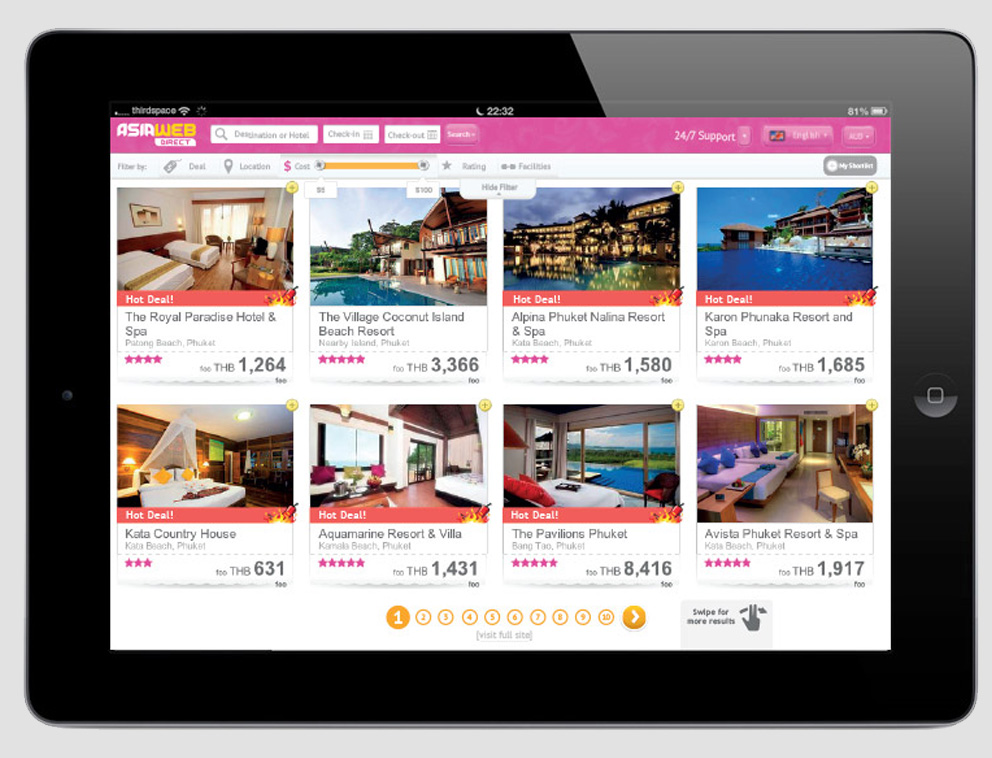 thirdspace
22:32
81%
ASIAWEB
DIRECT
Destination or Hotel
Check-in
Check-out
Search
24/7 Support
English
AUD
Filter by:
Deal
Location
$ Cost
Rating
Facilities
My Shortlist
$5
$100
Hide Filter
Hot Deal!
Hot Deal!
Hot Deal!
The Royal Paradise Hotel &
Spa
Patong Beach, Phuket
foo THB 1,264
foo
The Village Coconut Island
Beach Resort
Nearby Island, Phuket
foo THB 3,366
foo
Alpina Phuket Nalina Resort
& Spa
Kata Beach, Phuket
foo THB 1,580
foo
Karon Phunaka Resort and
Spa
Karon Beach, Phuket
foo THB 1,685
foo
Hot Deal!
Hot Deal!
Hot Deal!
Kata Country House
Kata Beach, Phuket
foo THB 631
foo
Aquamarine Resort & Villa
Kamala Beach, Phuket
foo THB 1,431
foo
The Pavilions Phuket
Bang Tao, Phuket
foo THB 8,416
foo
Avista Phuket Resort & Spa
Kata Beach, Phuket
foo THB 1,917
foo
1 2 3 4 5 6 7 8 9 10
[visit full site]
Swipe for
more results